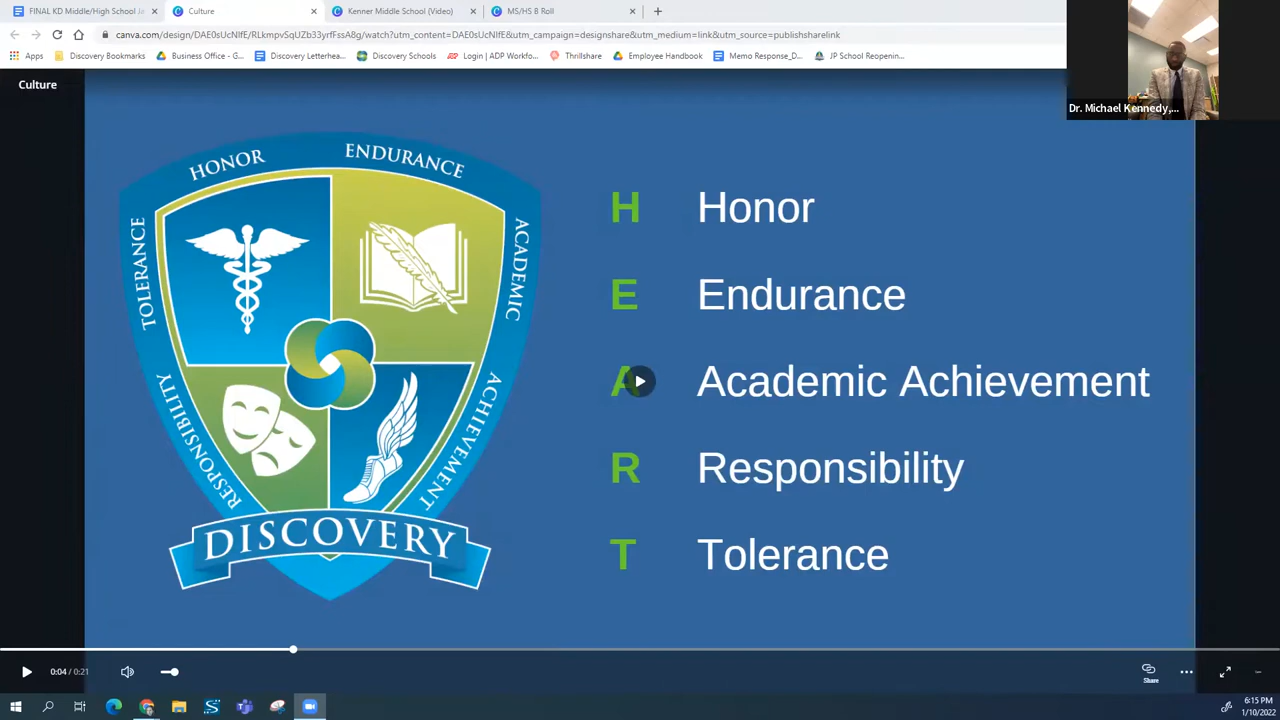 FINAL KD Middle/High School
Culture
Kenner Middle School (Video)
MS/HS B Roll
canva.com/design/DAE0sUcNIfE/RLkmpvSqUZb33yrfFssA8g/watch?utm_content=DAE0sUcNIfE&utm_campaign=designshare&utm_medium=link&utm_source=publishsharelink
Apps
Discovery Bookmarks
Business Office - G...
Discovery Letterhea...
Discovery Schools
Login | ADP Workfo...
Thrillshare
Employee Handbook
Memo Response_D...
JP School Reopenin...
Dr. Michael Kennedy,...
Culture
TOLERANCE
HONOR
ENDURANCE
ACADEMIC
ACHIEVEMENT
RESPONSIBILITY
DISCOVERY
H Honor
E Endurance
A Academic Achievement
R Responsibility
T Tolerance
0:04 / 0:21
Share
6:15 PM
1/10/2022